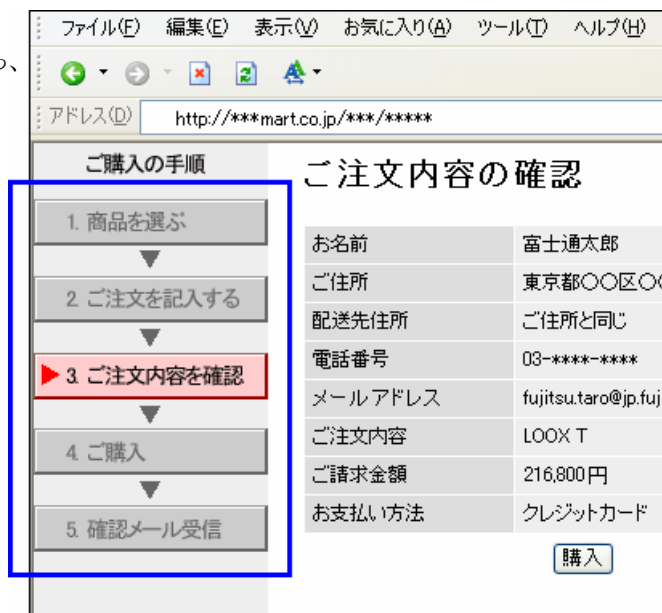 ファイル(F) 編集(E) 表示(V) お気に入り(A) ツール(T) ヘルプ(H)
アドレス(D) http://***mart.co.jp/***/*****
ご購入の手順
1. 商品を選ぶ
2. ご注文を記入する
3. ご注文内容を確認
4. ご購入
5. 確認メール受信
ご注文内容の確認
お名前 富士通太郎
ご住所 東京都〇〇区〇
配送先住所 ご住所と同じ
電話番号 03-****-****
メールアドレス fujitsu.taro@jp.fuj
ご注文内容 LOOX T
ご請求金額 216,800円
お支払い方法 クレジットカード
購入